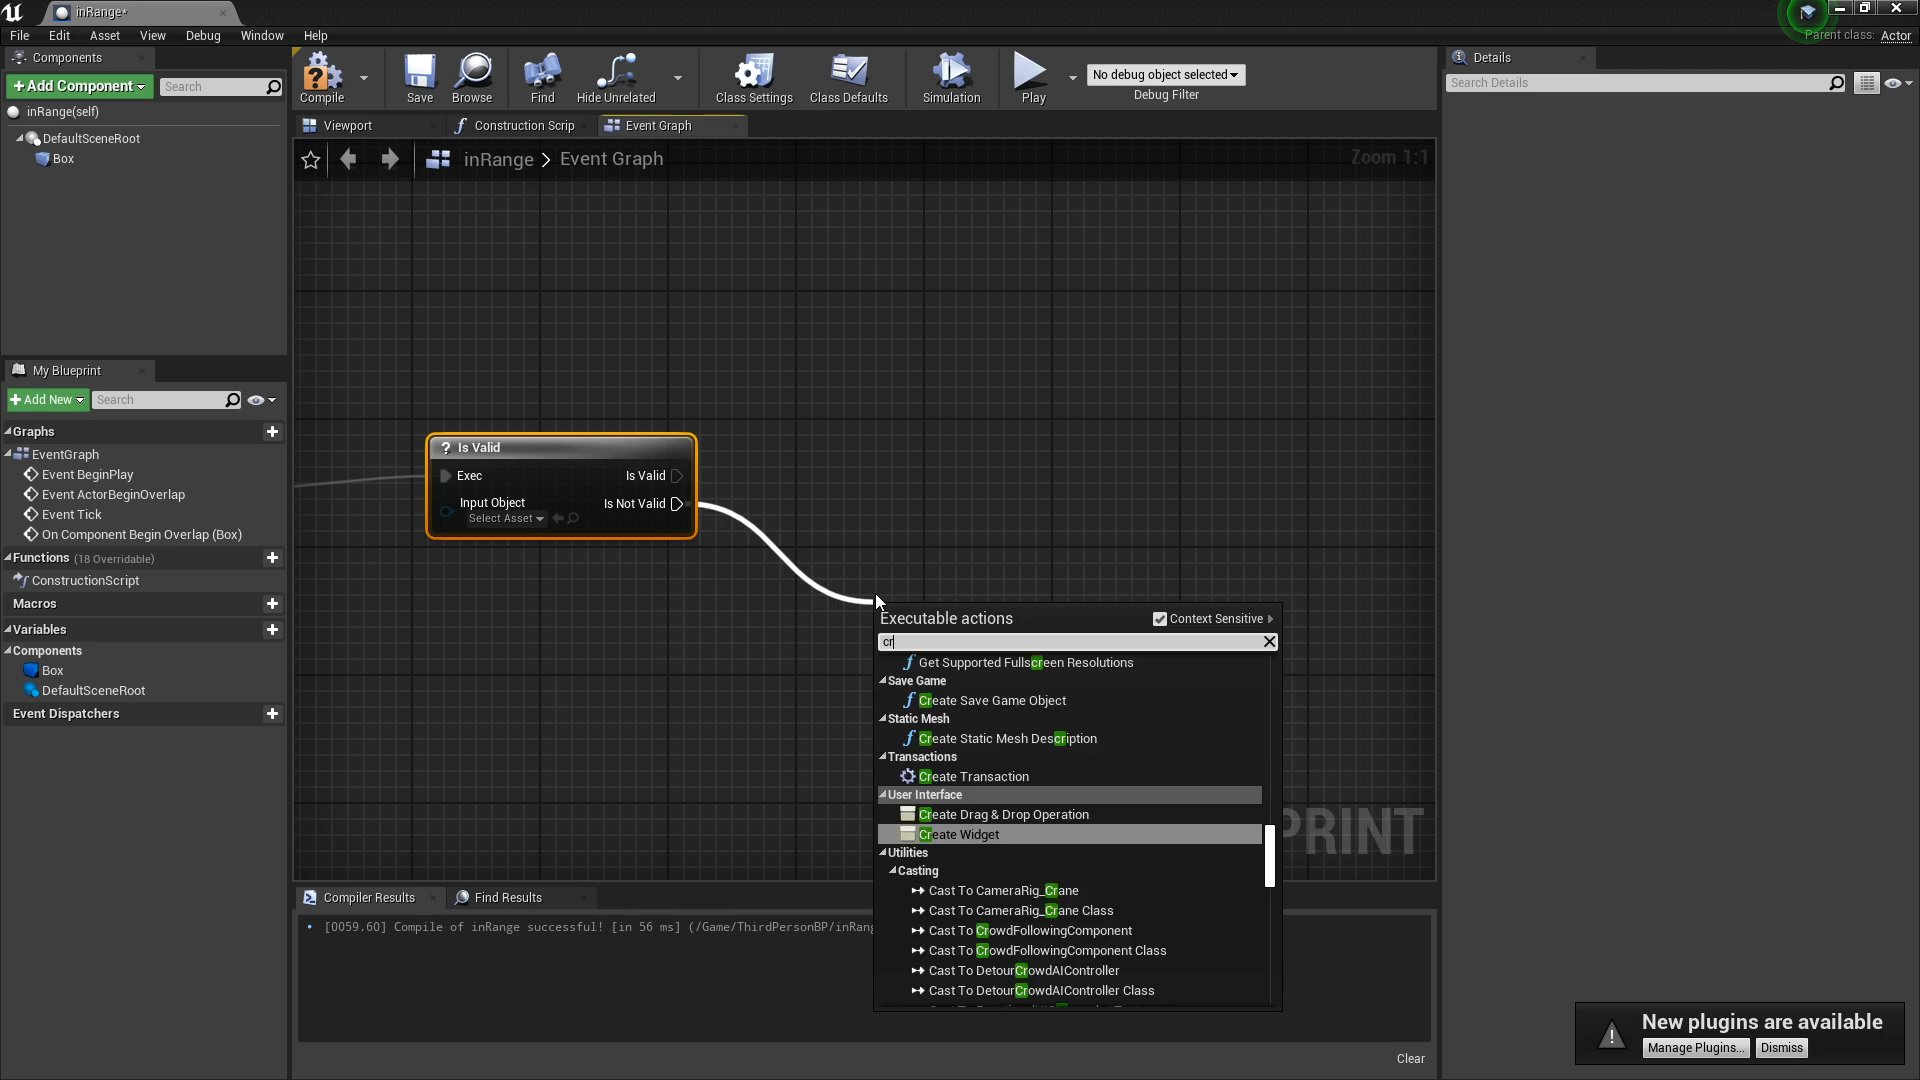 inRange*
File Edit Asset View Debug Window Help
Parent class: Actor
Components
+ Add Component
Search
inRange(self)
DefaultSceneRoot
Box
Compile
Save
Browse
Find
Hide Unrelated
Class Settings
Class Defaults
Simulation
Play
No debug object selected
Debug Filter
Details
Search Details
Viewport
Construction Scrip
Event Graph
inRange > Event Graph
Zoom 1:1
My Blueprint
+ Add New
Search
Graphs
EventGraph
Event BeginPlay
Event ActorBeginOverlap
Event Tick
On Component Begin Overlap (Box)
Functions (18 Overridable)
ConstructionScript
Macros
Variables
Components
Box
DefaultSceneRoot
Event Dispatchers
? Is Valid
Exec
Is Valid
Input Object
Is Not Valid
Select Asset
Executable actions
Context Sensitive
cr
Get Supported Fullscreen Resolutions
Save Game
Create Save Game Object
Static Mesh
Create Static Mesh Description
Transactions
Create Transaction
User Interface
Create Drag & Drop Operation
Create Widget
Utilities
Casting
Cast To CameraRig_Crane
Cast To CameraRig_Crane Class
Cast To CrowdFollowingComponent
Cast To CrowdFollowingComponent Class
Cast To DetourCrowdAIController
Cast To DetourCrowdAIController Class
PRINT
Compiler Results
Find Results
[0059.60] Compile of inRange successful! [in 56 ms] (/Game/ThirdPersonBP/inRang
Clear
New plugins are available
Manage Plugins...
Dismiss